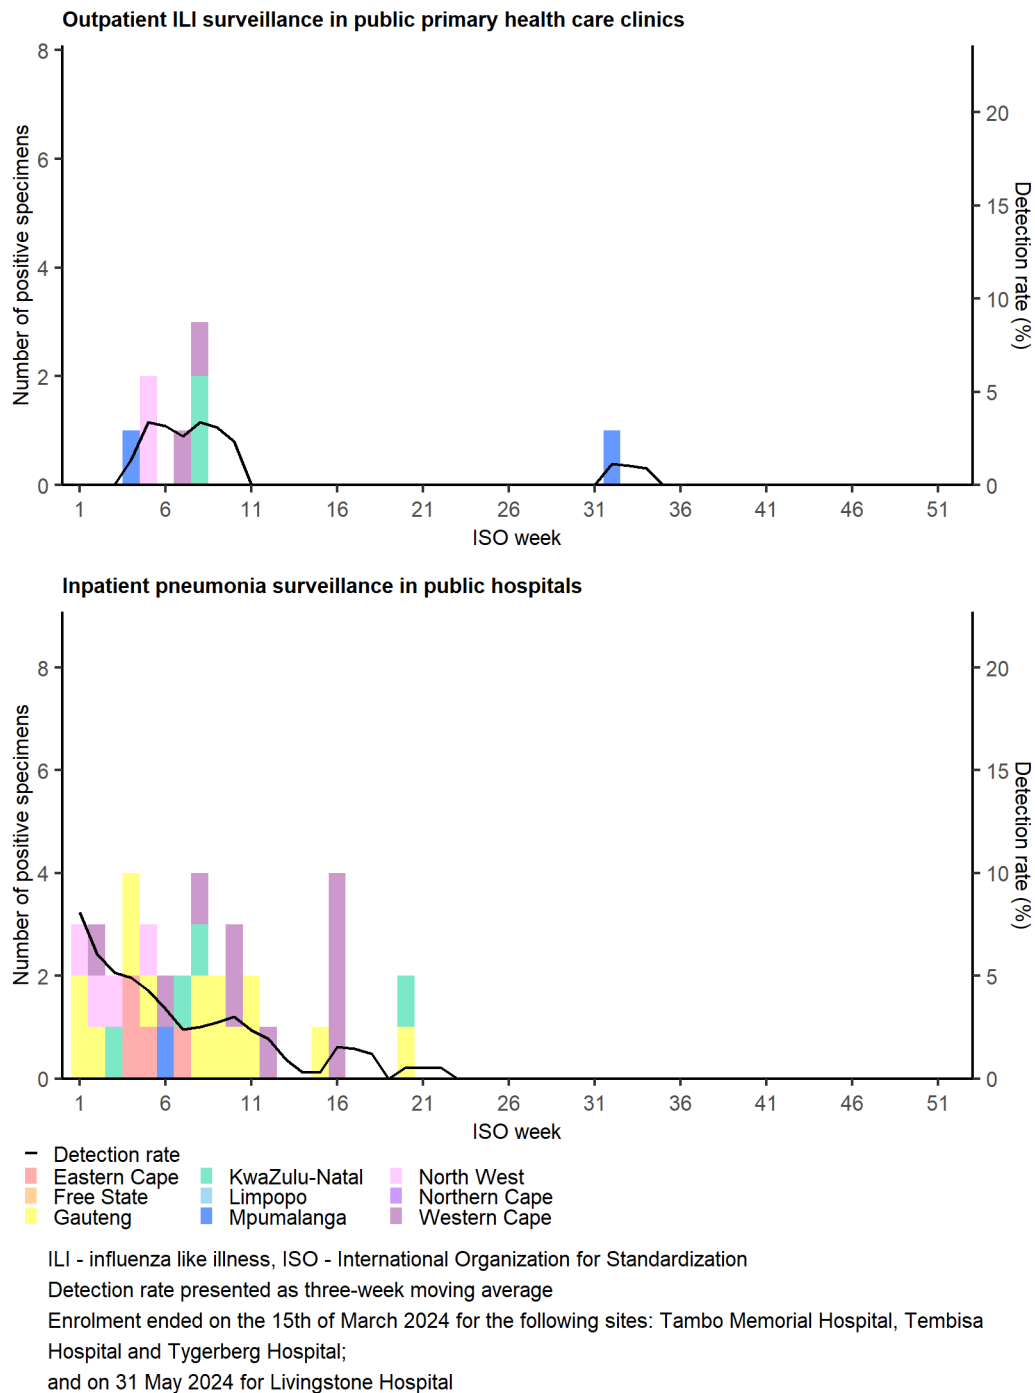 Outpatient ILI surveillance in public primary health care clinics
8
6
4
2
0
Number of positive specimens
20
15
10
5
0
Detection rate (%)
1 6 11 16 21 26 31 36 41 46 51
ISO week
Inpatient pneumonia surveillance in public hospitals
8
6
4
2
0
Number of positive specimens
20
15
10
5
0
Detection rate (%)
1 6 11 16 21 26 31 36 41 46 51
ISO week
Detection rate
Eastern Cape KwaZulu-Natal North West
Free State Limpopo Northern Cape
Gauteng Mpumalanga Western Cape
ILI - influenza like illness, ISO - International Organization for Standardization
Detection rate presented as three-week moving average
Enrolment ended on the 15th of March 2024 for the following sites: Tambo Memorial Hospital, Tembisa
Hospital and Tygerberg Hospital;
and on 31 May 2024 for Livingstone Hospital